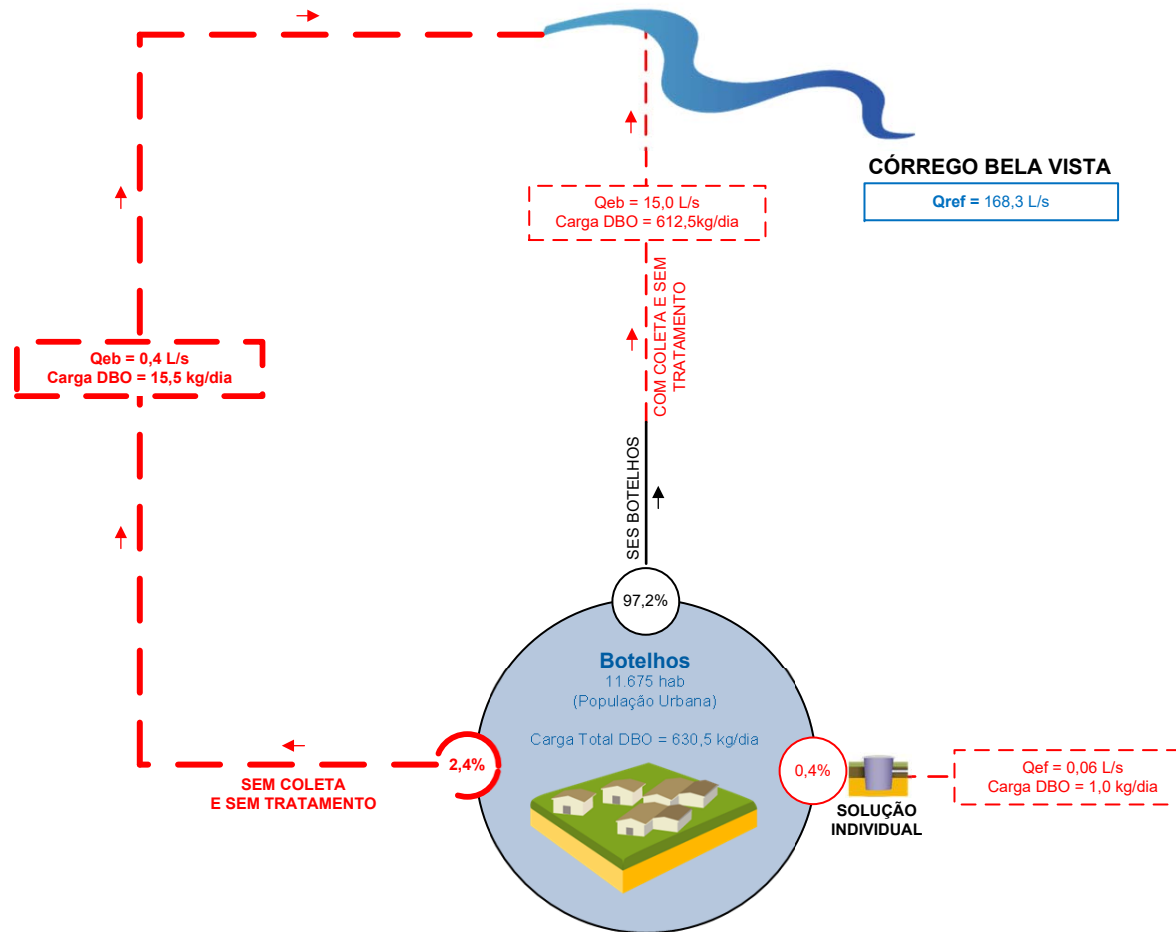 CÓRREGO BELA VISTA
Qref = 168,3 L/s
Qeb = 15,0 L/s
Carga DBO = 612,5kg/dia
COM COLETA E SEM
TRATAMENTO
Qeb = 0,4 L/s
Carga DBO = 15,5 kg/dia
SES BOTELHOS
97,2%
Botelhos
11.675 hab
(População Urbana)
Carga Total DBO = 630,5 kg/dia
2,4%
SEM COLETA
E SEM TRATAMENTO
0,4%
SOLUÇÃO
INDIVIDUAL
Qef = 0,06 L/s
Carga DBO = 1,0 kg/dia